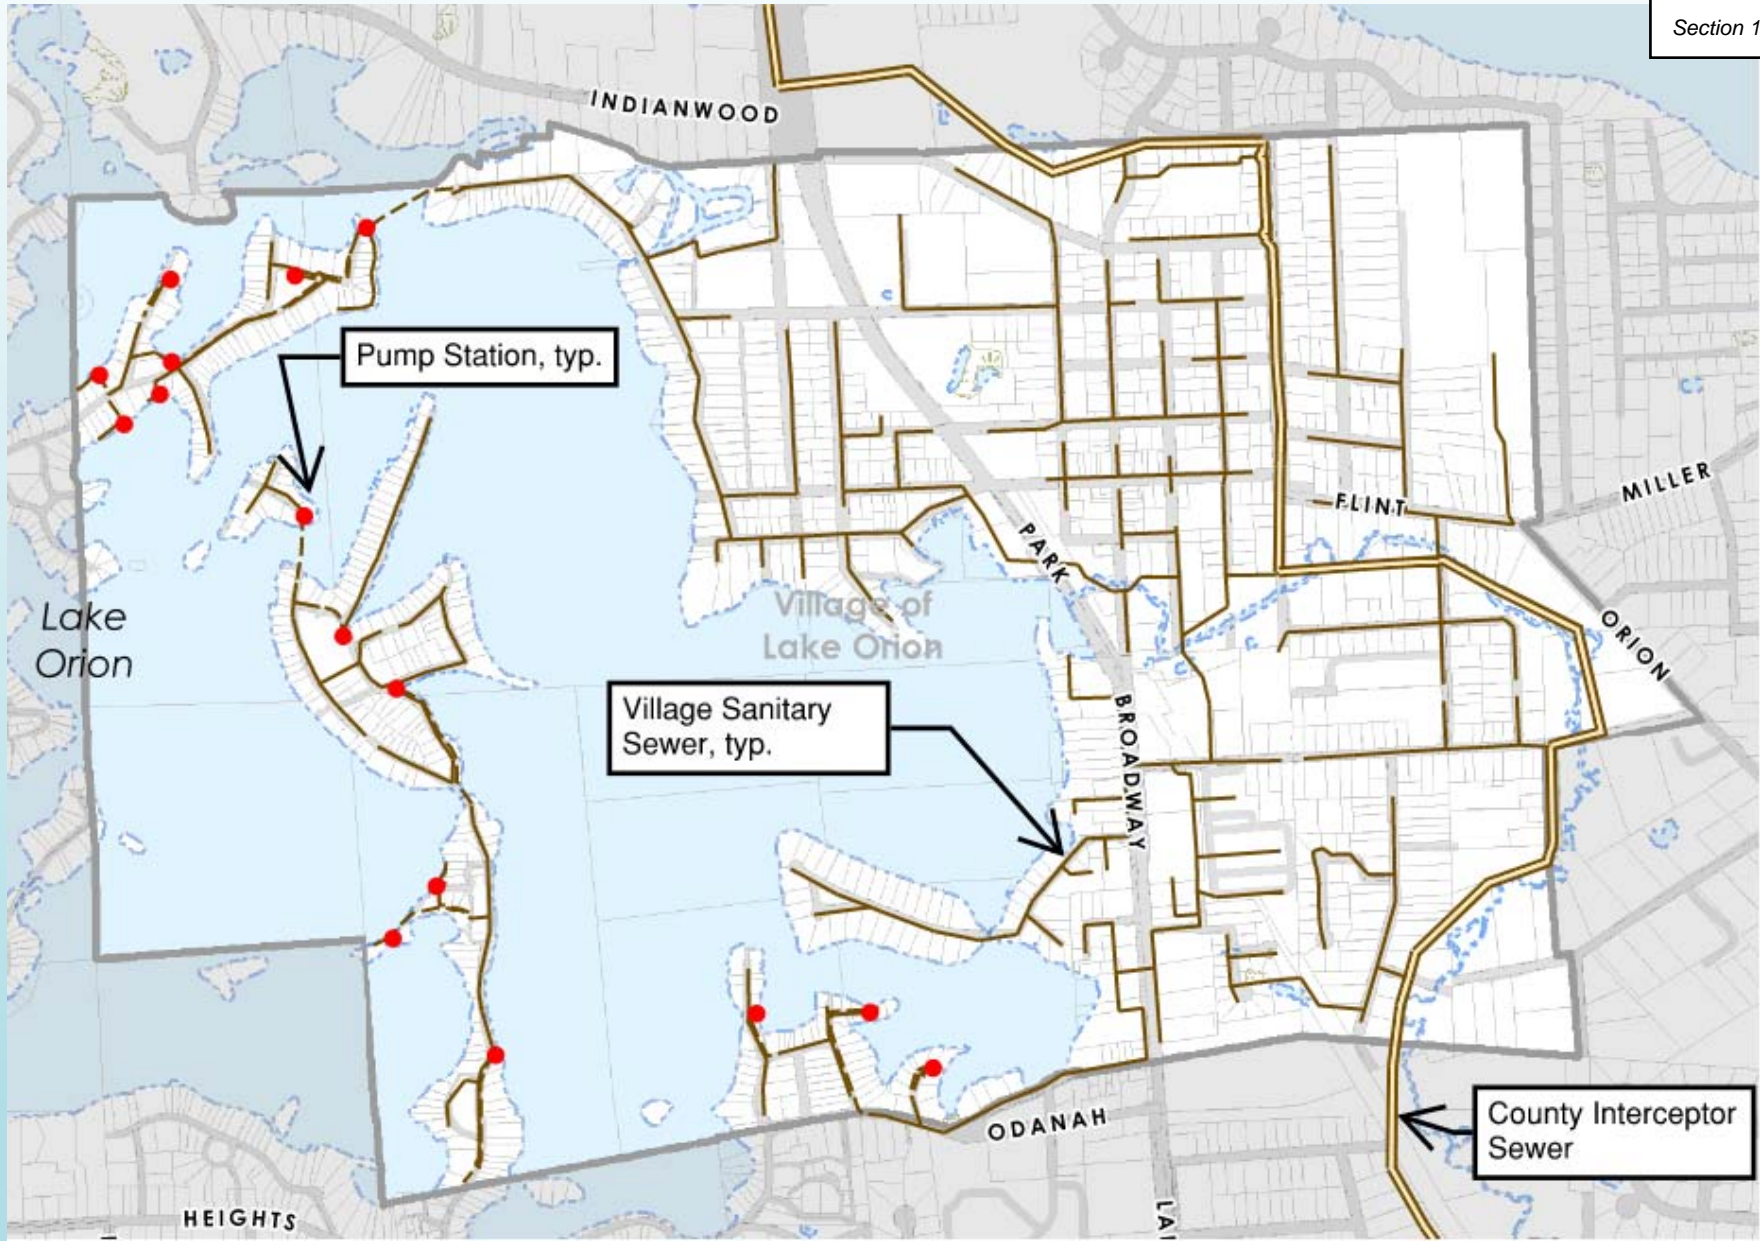 Section 1
INDIANWOOD
Pump Station, typ.
MILLER
FLINT
PARK
Lake
Orion
Village of
Lake Orion
ORION
Village Sanitary
Sewer, typ.
BROADWAY
ODANAH
County Interceptor
Sewer
HEIGHTS